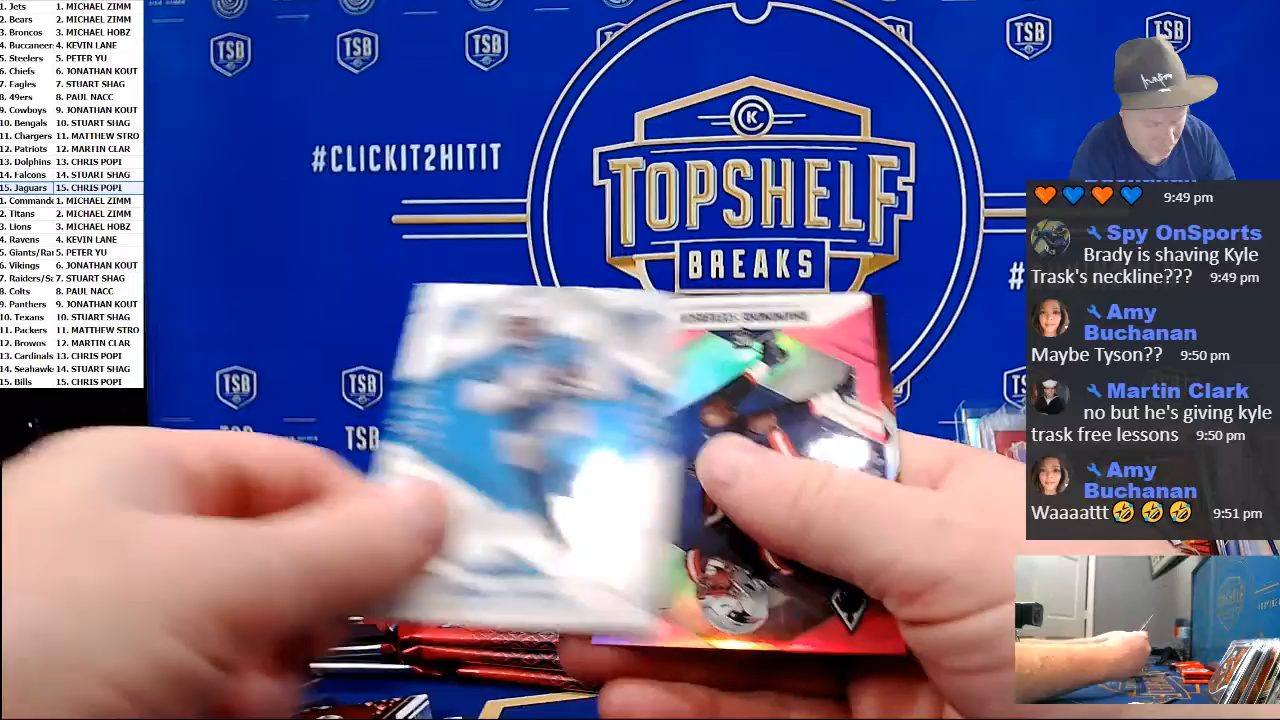 1. Jets 1. MICHAEL ZIMM
2. Bears 2. MICHAEL ZIMM
3. Broncos 3. MICHAEL HOBZ
4. Buccaneer: 4. KEVIN LANE
5. Steelers 5. PETER YU
6. Chiefs 6. JONATHAN KOUT
7. Eagles 7. STUART SHAG
8. 49ers 8. PAUL NACC
9. Cowboys 9. JONATHAN KOUT
10. Bengals 10. STUART SHAG
11. Chargers 11. MATTHEW STRO
12. Patriots 12. MARTIN CLAR
13. Dolphins 13. CHRIS POPI
14. Falcons 14. STUART SHAG
15. Jaguars 15. CHRIS POPI
1. Command 1. MICHAEL ZIMM
2. Titans 2. MICHAEL ZIMM
3. Lions 3. MICHAEL HOBZ
4. Ravens 4. KEVIN LANE
5. Giants/Ra 5. PETER YU
6. Vikings 6. JONATHAN KOUT
7. Raiders/Sa 7. STUART SHAG
8. Colts 8. PAUL NACC
9. Panthers 9. JONATHAN KOUT
10. Texans 10. STUART SHAG
11. Packers 11. MATTHEW STRO
12. Browns 12. MARTIN CLAR
13. Cardinals 13. CHRIS POPI
14. Seahawk 14. STUART SHAG
15. Bills 15. CHRIS POPI
TSB TSB TSB TSB TSB
#CLICKIT2HITIT
CK
TOPSHELF
BREAKS
#
TSB TSB
TSB
9:49 pm
Spy OnSports
Brady is shaving Kyle
Trask's neckline??? 9:49 pm
Amy
Buchanan
Maybe Tyson?? 9:50 pm
Martin Clark
no but he's giving kyle
trask free lessons 9:50 pm
Amy
Buchanan
Waaaattt 🤣 🤣 🤣 9:51 pm